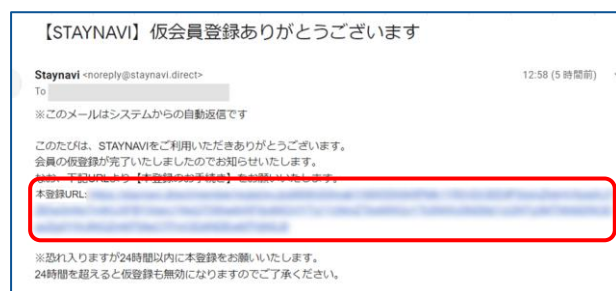 【STAYNAVI】仮会員登録ありがとうございます
Staynavi <noreply@staynavi.direct>
12:58 (5 時間前)
To
※このメールはシステムからの自動返信です
このたびは、STAYNAVIをご利用いただきありがとうございます。
会員の仮登録が完了いたしましたのでお知らせいたします。
なお、下記URLより【本登録のお手続き】をお願いいたします。
本登録URL:
※恐れ入りますが24時間以内に本登録をお願いいたします。
24時間を超えると仮登録も無効になりますのでご了承ください。